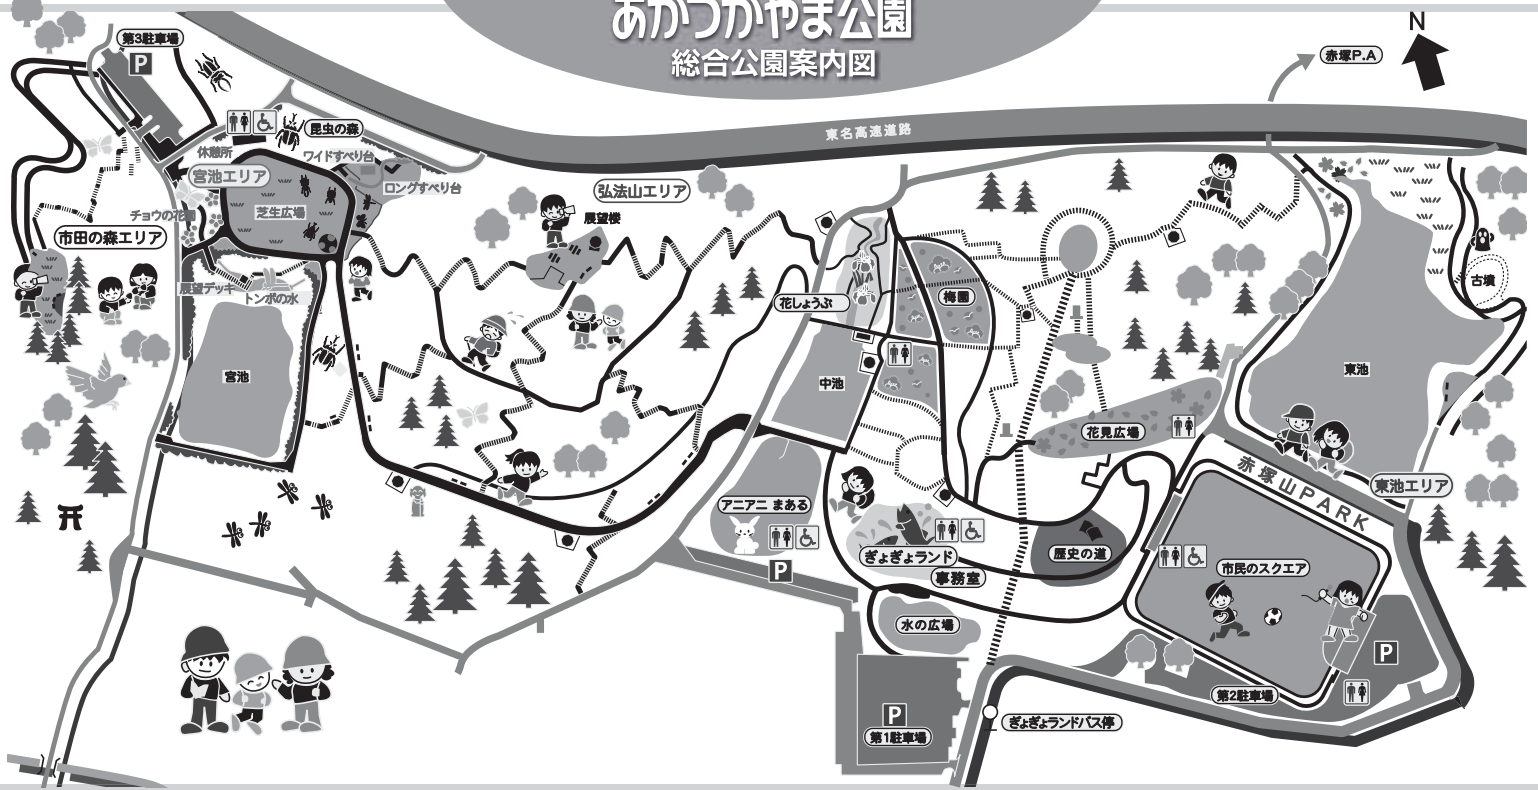 あかつかやま公園
総合公園案内図
N
赤塚P.A
第3駐車場
P
東名高速道路
昆虫の森
休憩所
ワイドすべり台
宮池エリア
ロングすべり台
弘法山エリア
チョウの花園
芝生広場
展望楼
市田の森エリア
古墳
展望デッキ
トンボの水
花しょうぶ
梅園
宮池
中池
東池
花見広場
赤塚山PARK
東池エリア
アニアニ まある
ぎょぎょランド
歴史の道
P
事務室
市民のスクエア
水の広場
P
第2駐車場
P
第1駐車場
ぎょぎょランドバス停